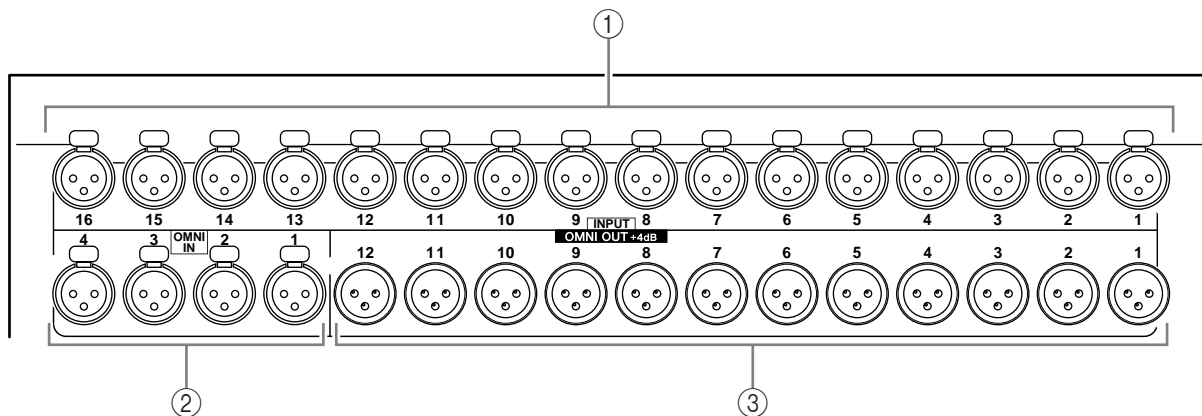 ①
16 15 14 13 12 11 10 9 8 7 6 5 4 3 2 1
INPUT
4 3 2 1
OMNI
IN
OMNI OUT +4dB
12 11 10 9 8 7 6 5 4 3 2 1
② ③